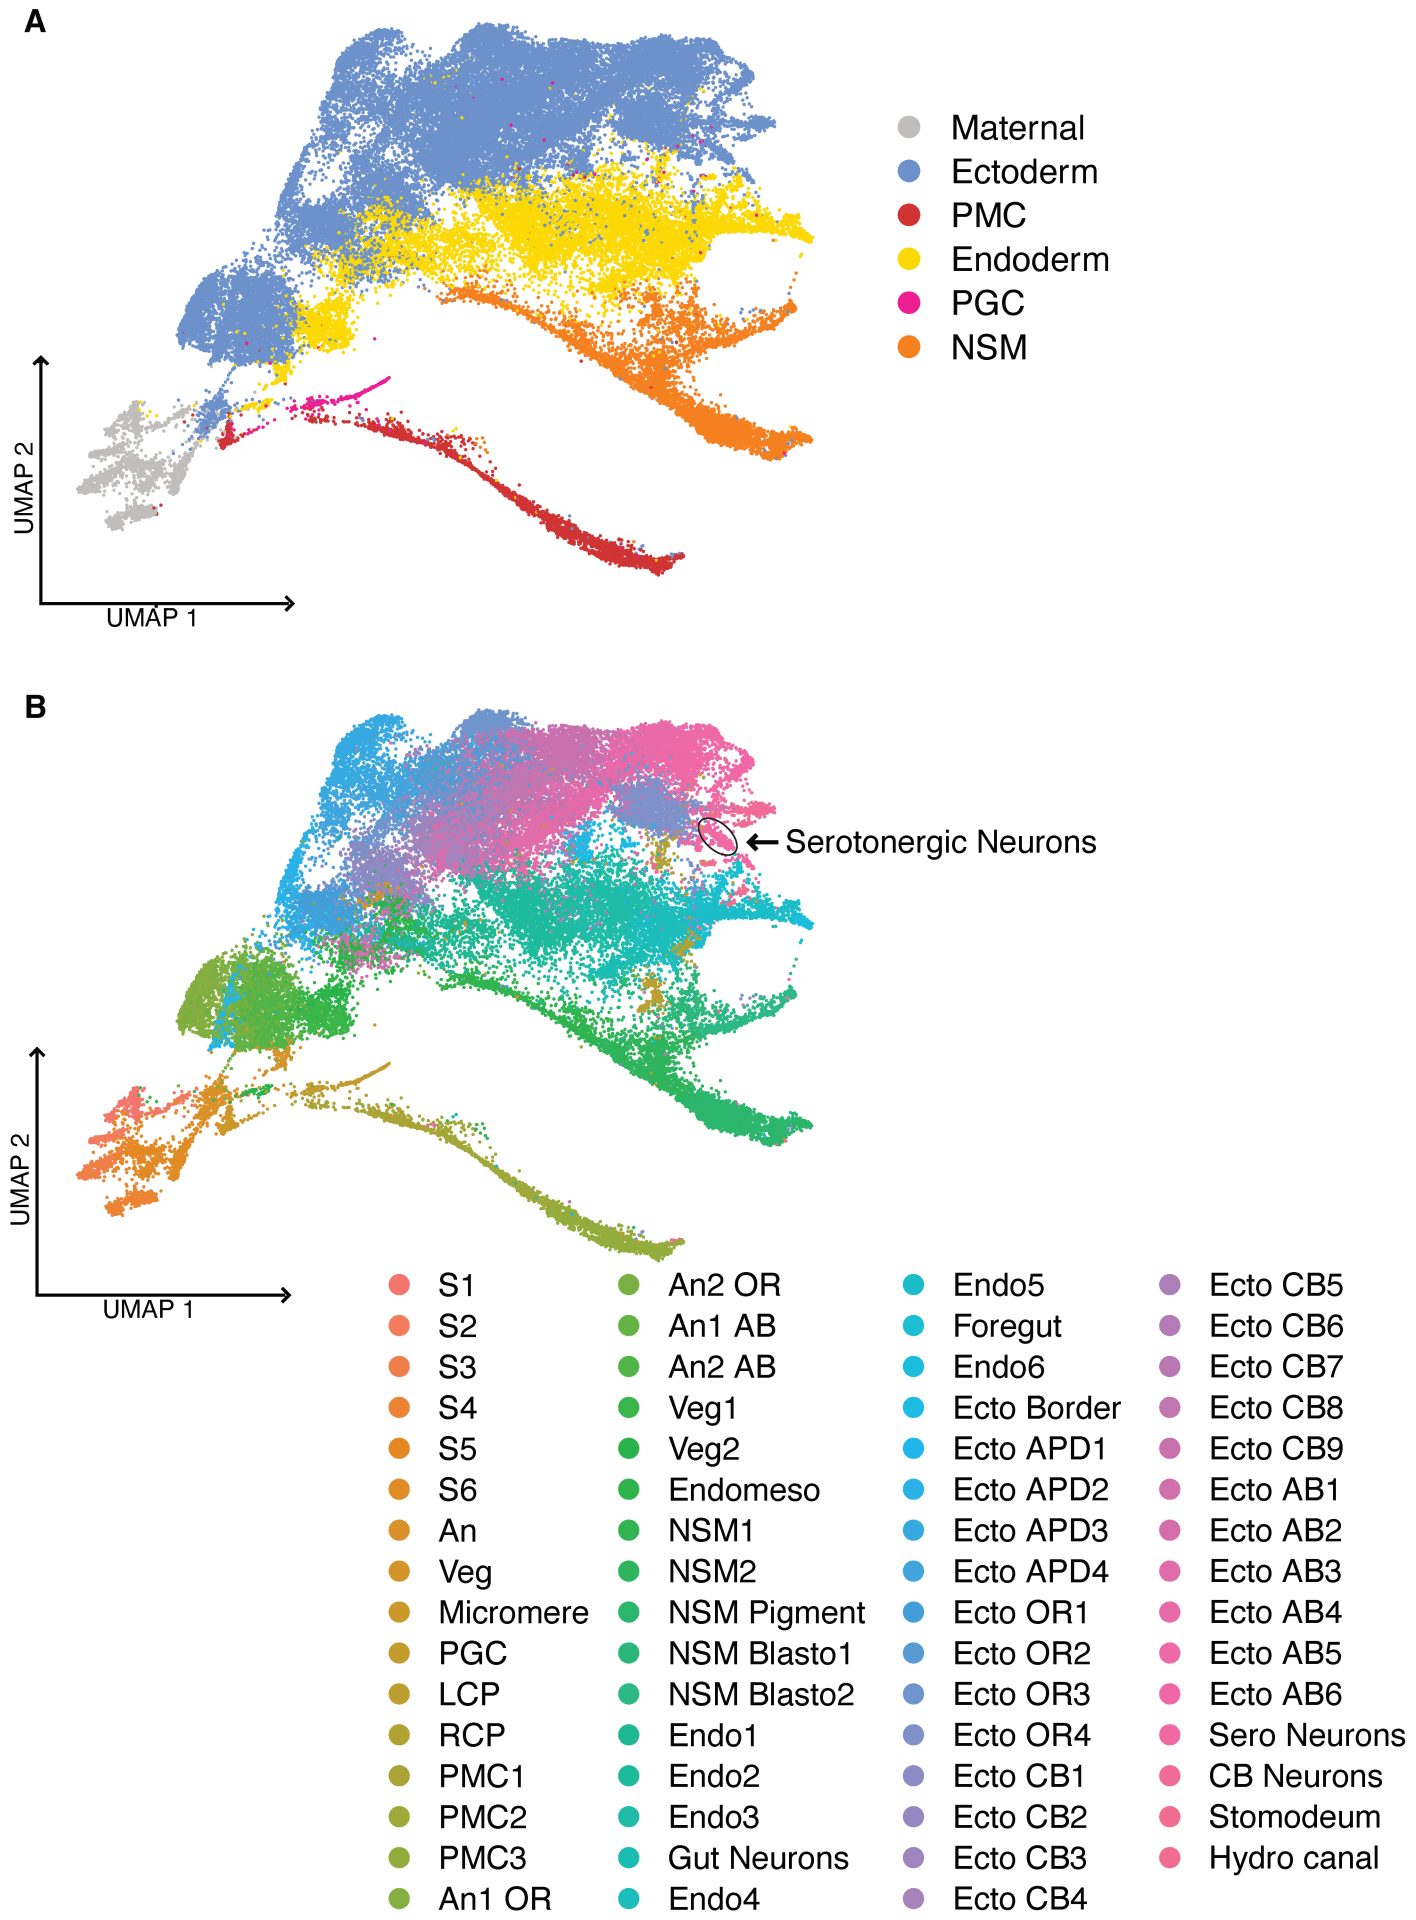 A
Maternal
Ectoderm
PMC
Endoderm
PGC
NSM
UMAP 2
UMAP 1
B
Serotonergic Neurons
UMAP 2
UMAP 1
S1
S2
S3
S4
S5
S6
An
Veg
Micromere
PGC
LCP
RCP
PMC1
PMC2
PMC3
An1 OR
An2 OR
An1 AB
An2 AB
Veg1
Veg2
Endomeso
NSM1
NSM2
NSM Pigment
NSM Blasto1
NSM Blasto2
Endo1
Endo2
Endo3
Gut Neurons
Endo4
Endo5
Foregut
Endo6
Ecto Border
Ecto APD1
Ecto APD2
Ecto APD3
Ecto APD4
Ecto OR1
Ecto OR2
Ecto OR3
Ecto OR4
Ecto CB1
Ecto CB2
Ecto CB3
Ecto CB4
Ecto CB5
Ecto CB6
Ecto CB7
Ecto CB8
Ecto CB9
Ecto AB1
Ecto AB2
Ecto AB3
Ecto AB4
Ecto AB5
Ecto AB6
Sero Neurons
CB Neurons
Stomodeum
Hydro canal